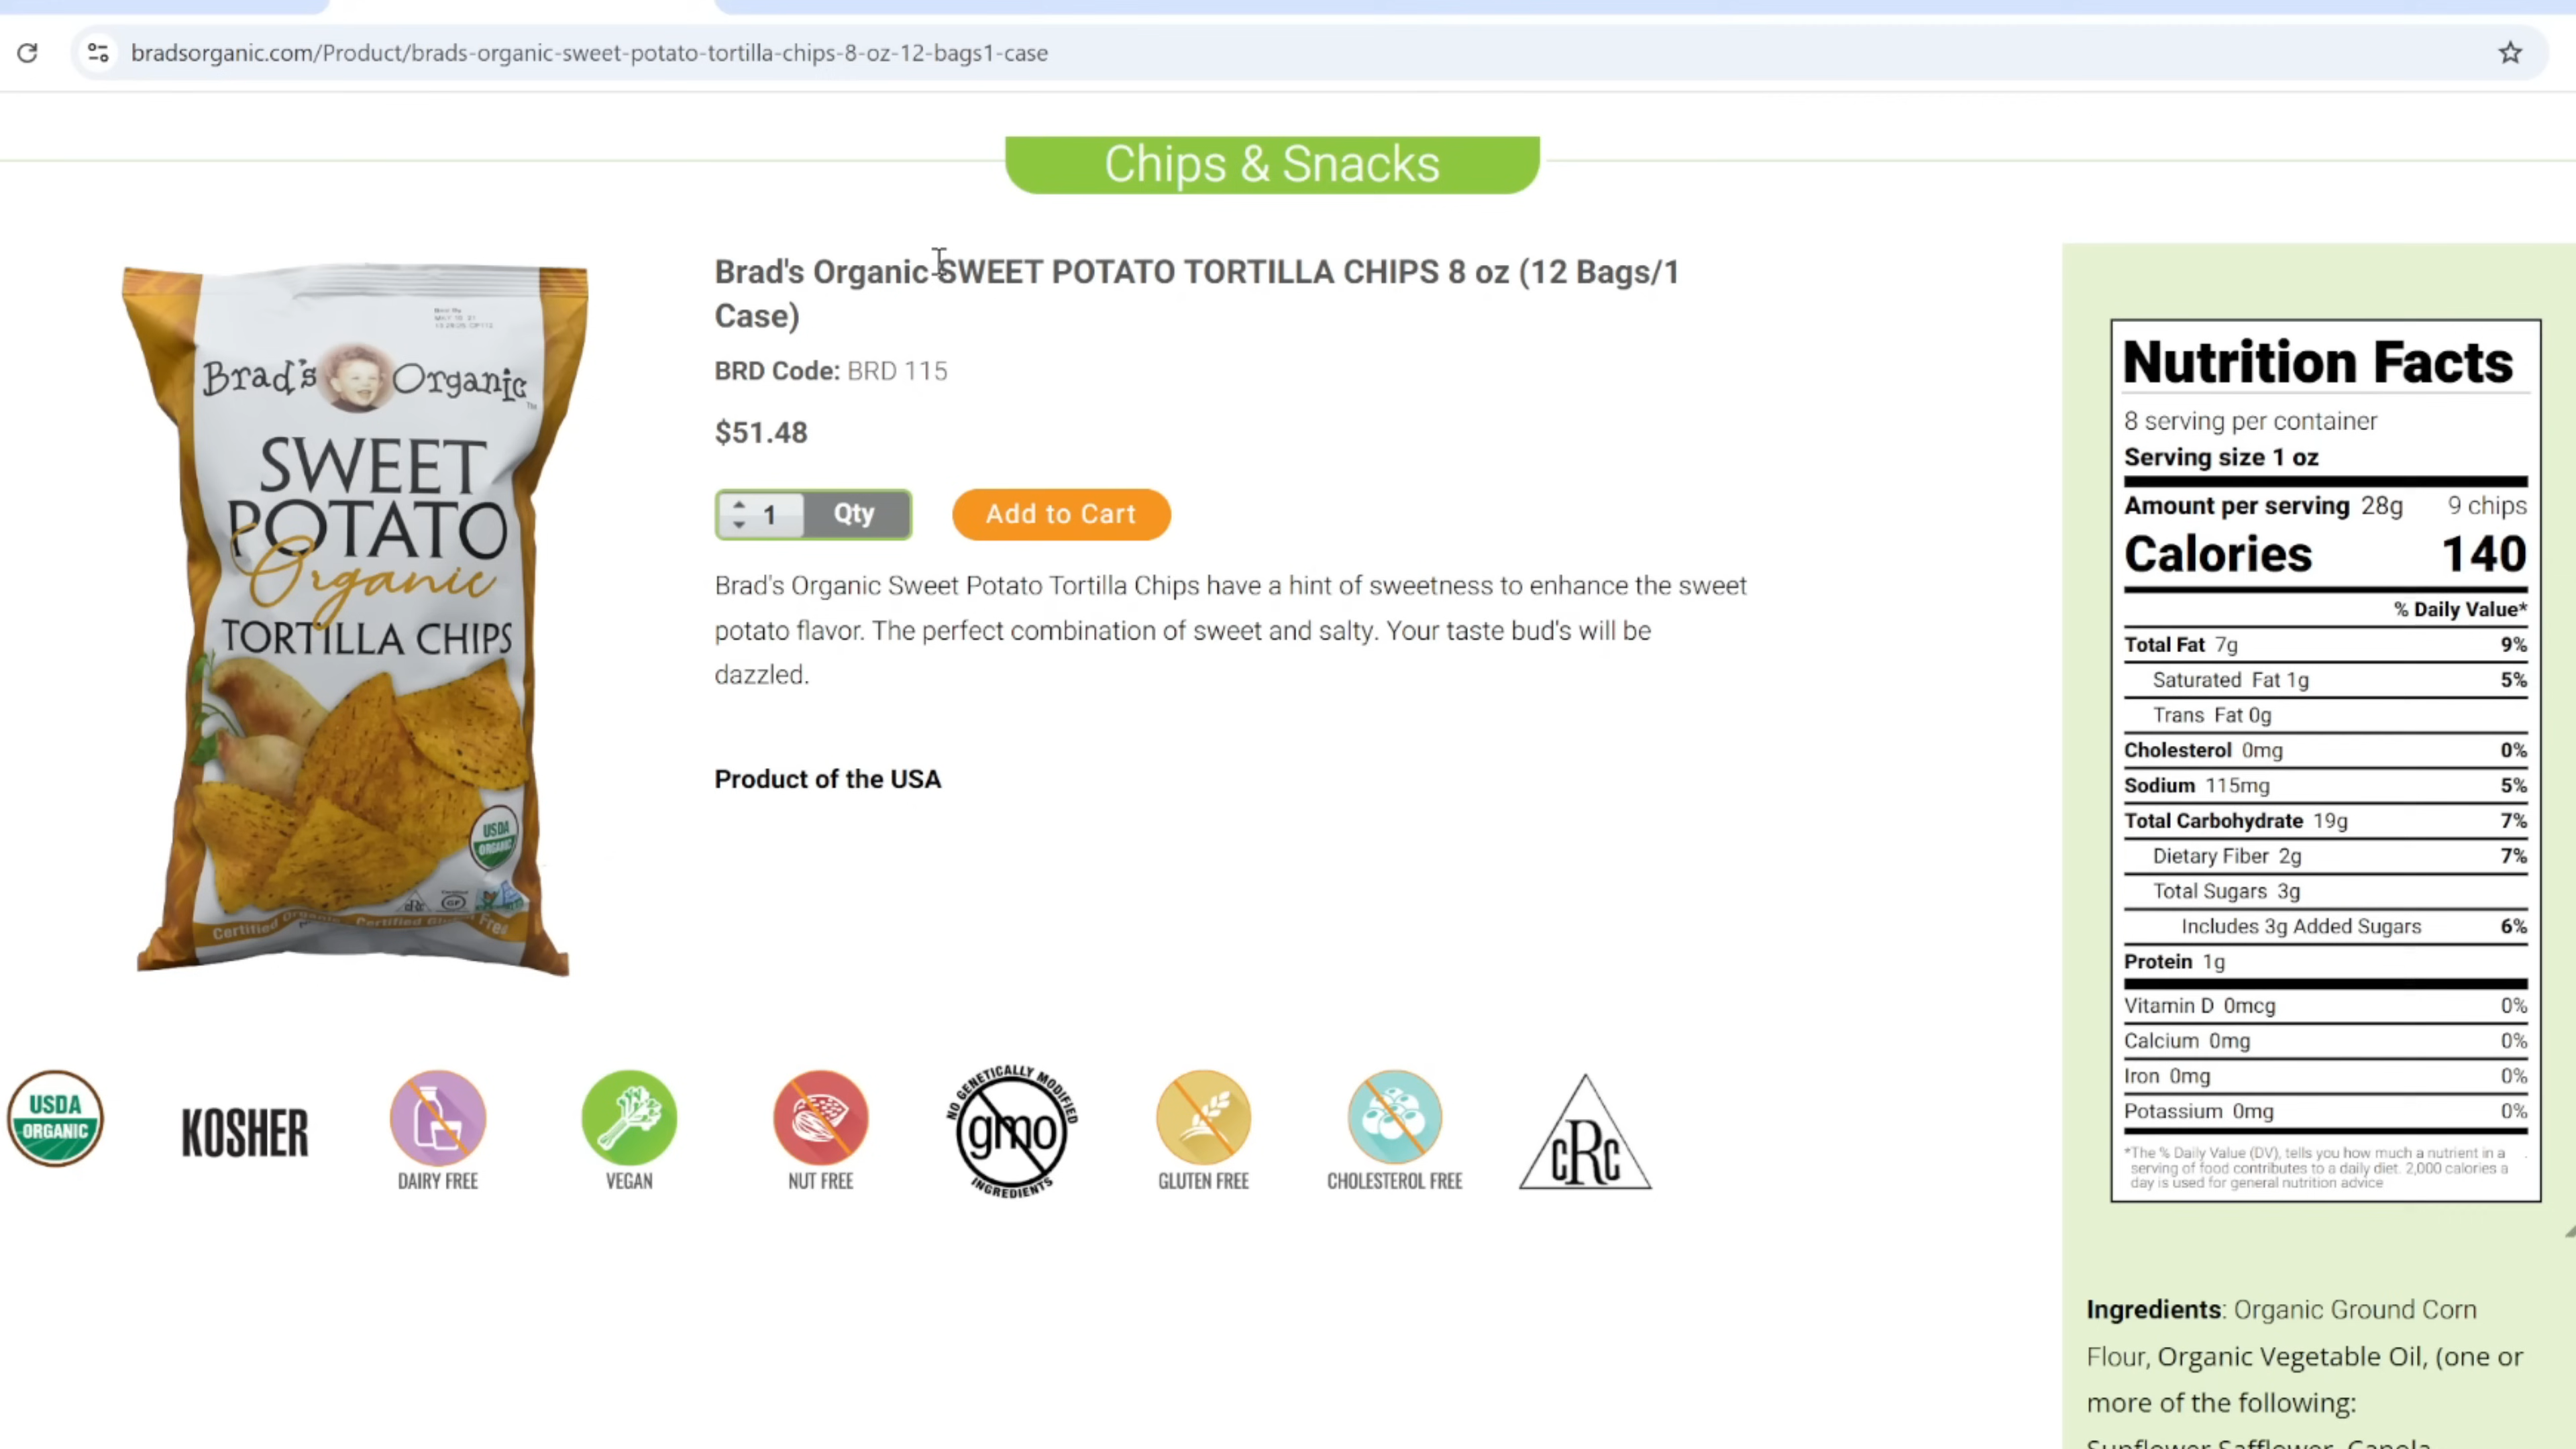 bradsorganic.com/Product/brads-organic-sweet-potato-tortilla-chips-8-oz-12-bags1-case
Chips & Snacks
Brad's Organic SWEET POTATO TORTILLA CHIPS 8 oz (12 Bags/1
Case)
BRD Code: BRD 115
$51.48
1 Qty
Add to Cart
Brad's Organic Sweet Potato Tortilla Chips have a hint of sweetness to enhance the sweet
potato flavor. The perfect combination of sweet and salty. Your taste bud's will be
dazzled.
Product of the USA
Brad's Organic
SWEET
POTATO
Organic
TORTILLA CHIPS
USDA
ORGANIC
Certified Organic Certified Gluten Free
USDA
ORGANIC
KOSHER
DAIRY FREE
VEGAN
NUT FREE
NO GENETICALLY MODIFIED
gmo
INGREDIENTS
GLUTEN FREE
CHOLESTEROL FREE
cRc
Nutrition Facts
8 serving per container
Serving size 1 oz
Amount per serving 28g 9 chips
Calories 140
% Daily Value*
Total Fat 7g 9%
Saturated Fat 1g 5%
Trans Fat 0g
Cholesterol 0mg 0%
Sodium 115mg 5%
Total Carbohydrate 19g 7%
Dietary Fiber 2g 7%
Total Sugars 3g
Includes 3g Added Sugars 6%
Protein 1g
Vitamin D 0mcg 0%
Calcium 0mg 0%
Iron 0mg 0%
Potassium 0mg 0%
*The % Daily Value (DV), tells you how much a nutrient in a
serving of food contributes to a daily diet. 2,000 calories a
day is used for general nutrition advice
Ingredients: Organic Ground Corn
Flour, Organic Vegetable Oil, (one or
more of the following:
Sunflower Safflower, Canola